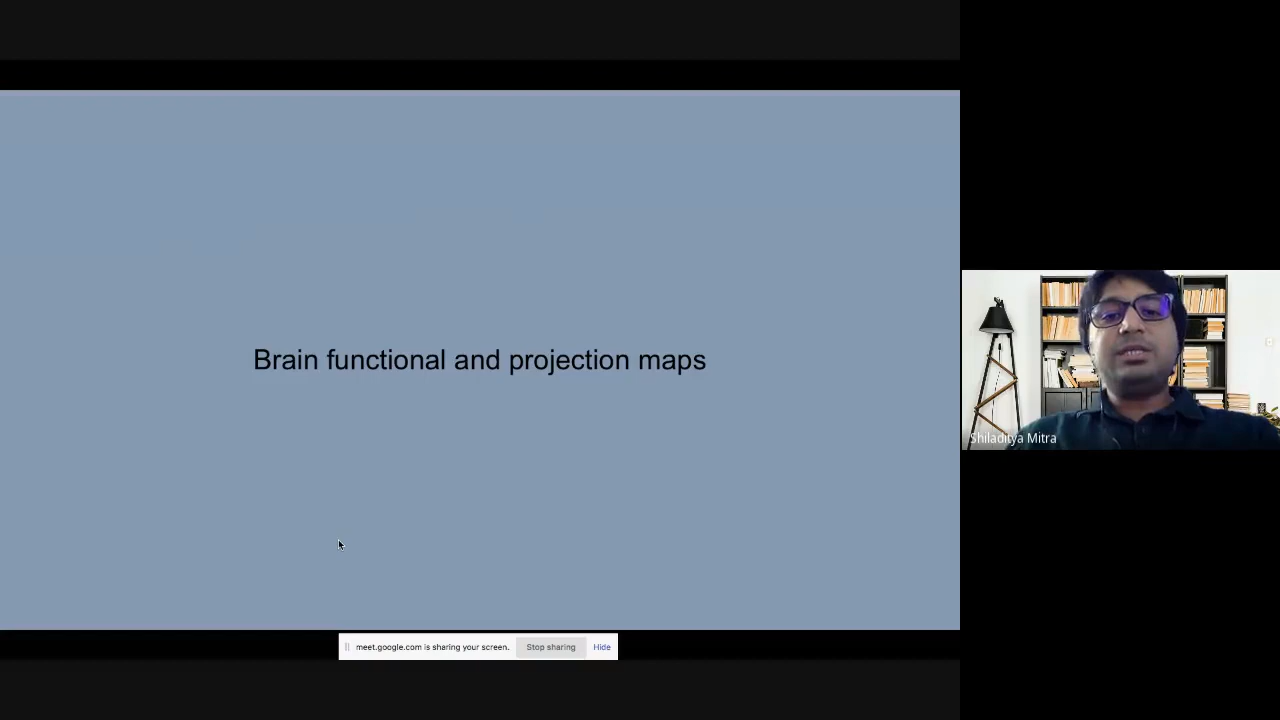 Brain functional and projection maps
Shiladitya Mitra
meet.google.com is sharing your screen. Stop sharing Hide